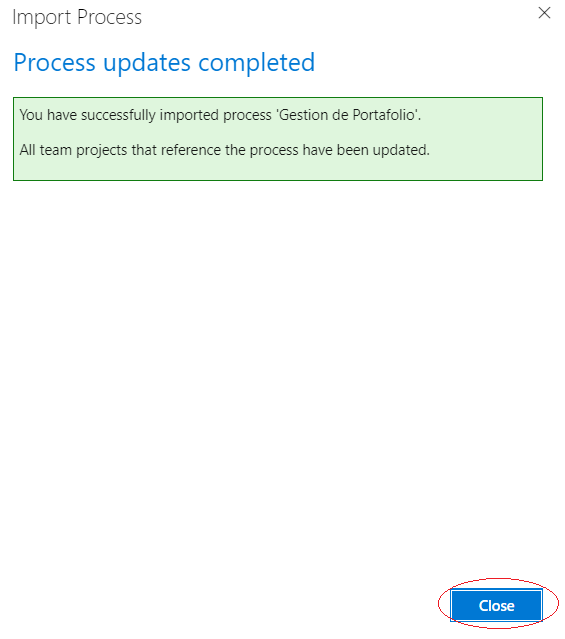 Import Process
Process updates completed
You have successfully imported process 'Gestion de Portafolio'.
All team projects that reference the process have been updated.
Close